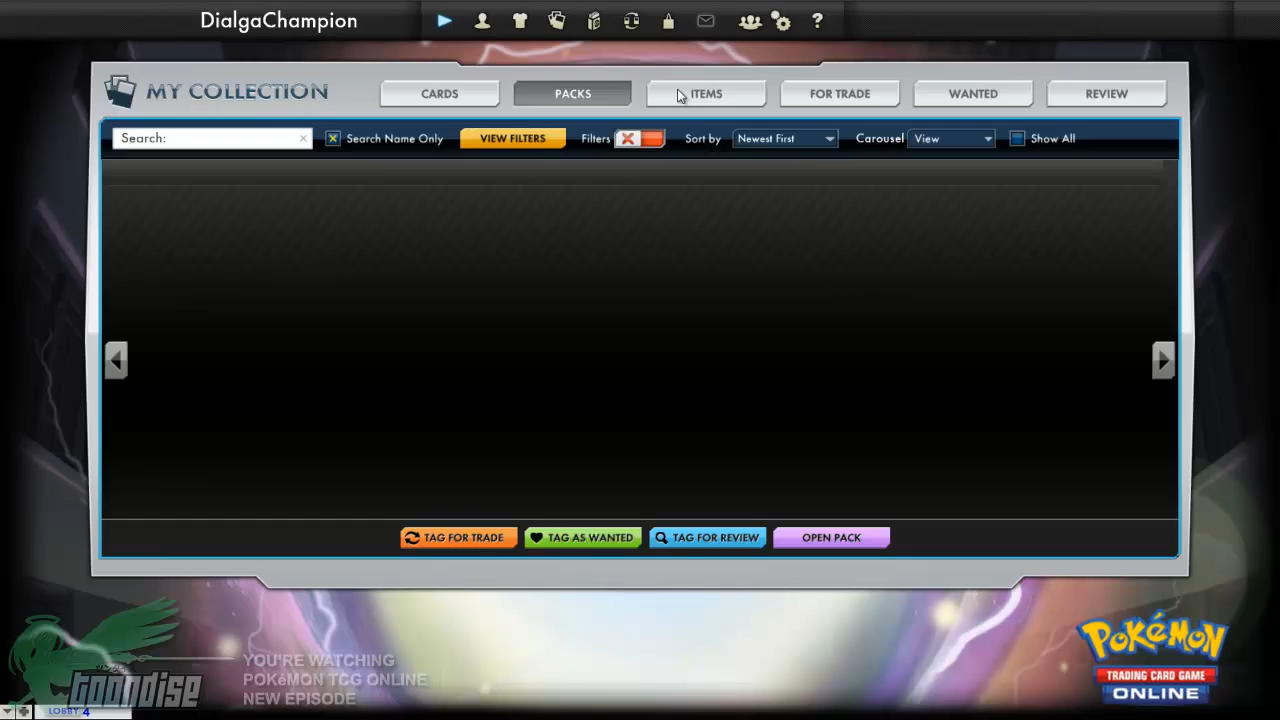 DialgaChampion
?
MY COLLECTION
CARDS
PACKS
ITEMS
FOR TRADE
WANTED
REVIEW
Search:
Search Name Only
VIEW FILTERS
Filters
Sort by
Newest First
Carousel
View
Show All
TAG FOR TRADE
TAG AS WANTED
TAG FOR REVIEW
OPEN PACK
toondise
YOU'RE WATCHING
POKéMON TCG ONLINE
NEW EPISODE
LOBBY 4
POKéMON
TRADING CARD GAME
ONLINE